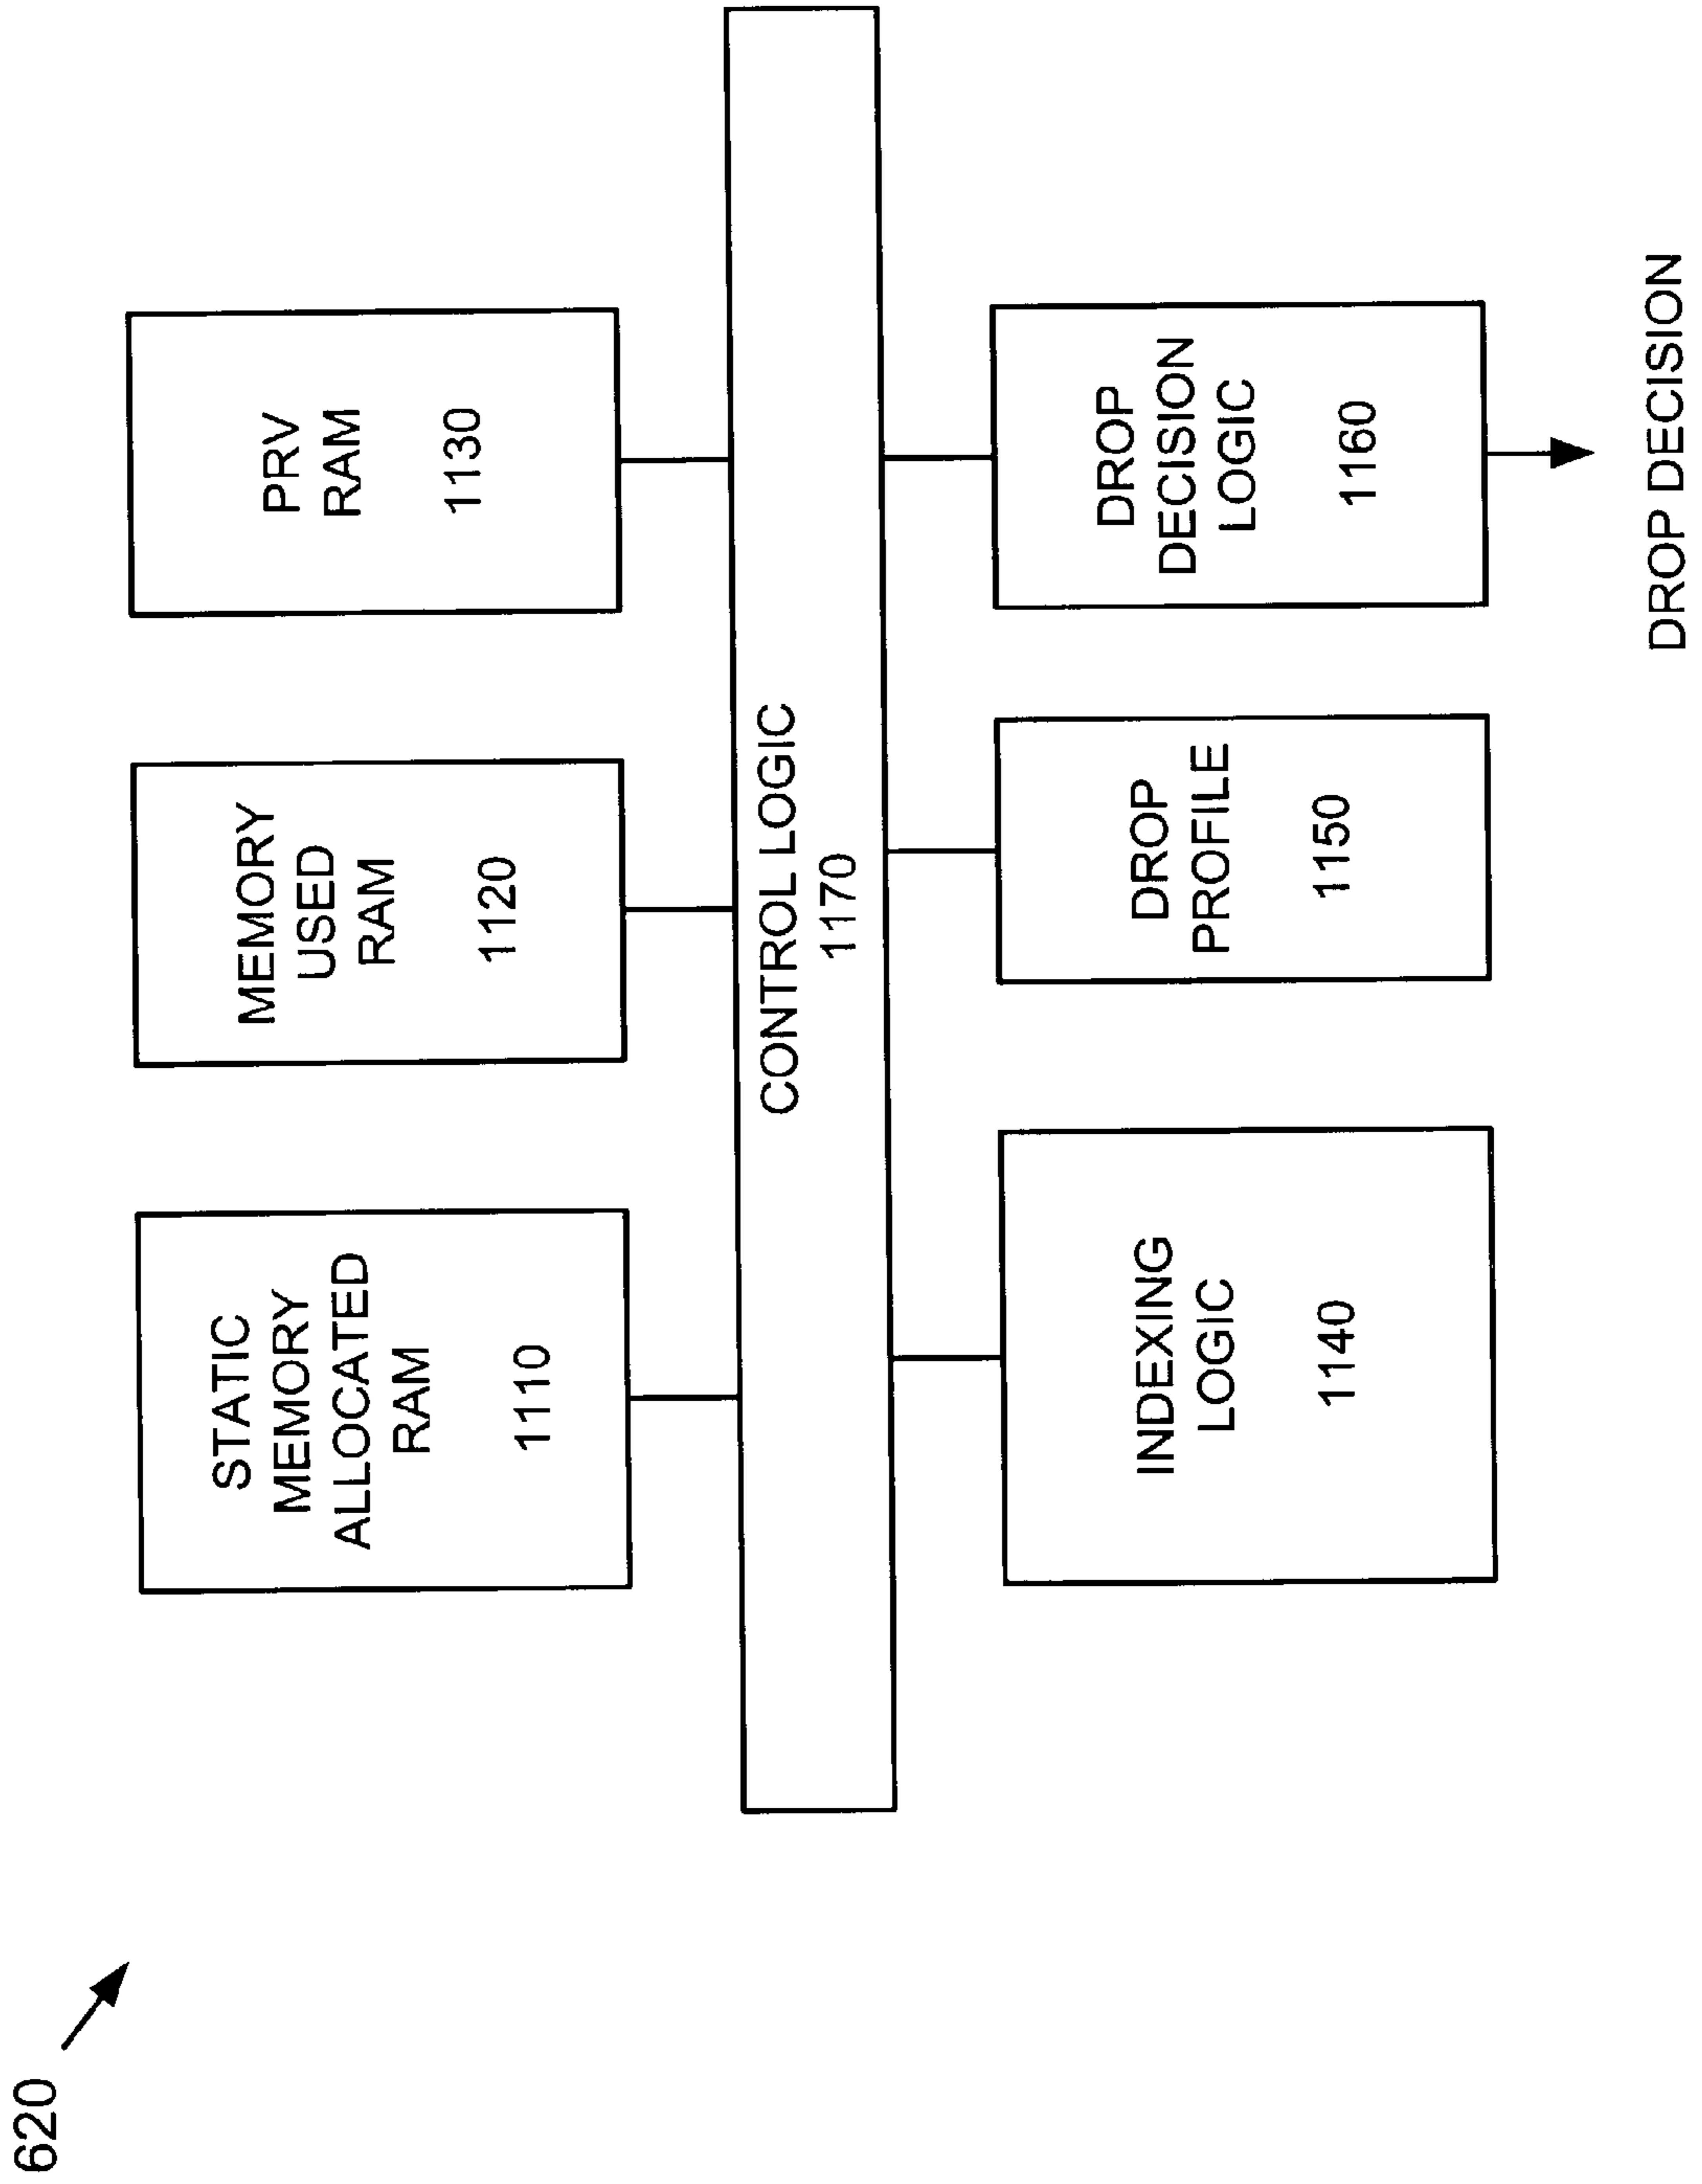 620
STATIC
MEMORY
ALLOCATED
RAM
1110
MEMORY
USED
RAM
1120
PRV
RAM
1130
CONTROL LOGIC
1170
INDEXING
LOGIC
1140
DROP
PROFILE
1150
DROP
DECISION
LOGIC
1160
DROP DECISION